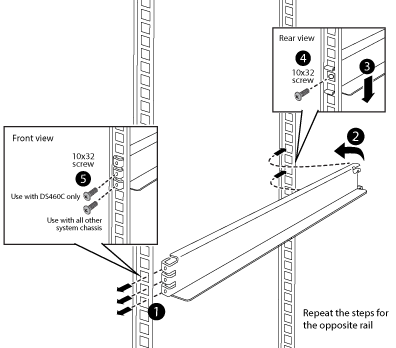 Rear view
4
10x32
screw
3
2
Front view
10x32
screw
5
Use with DS460C only
Use with all other
system chassis
1
Repeat the steps for
the opposite rail